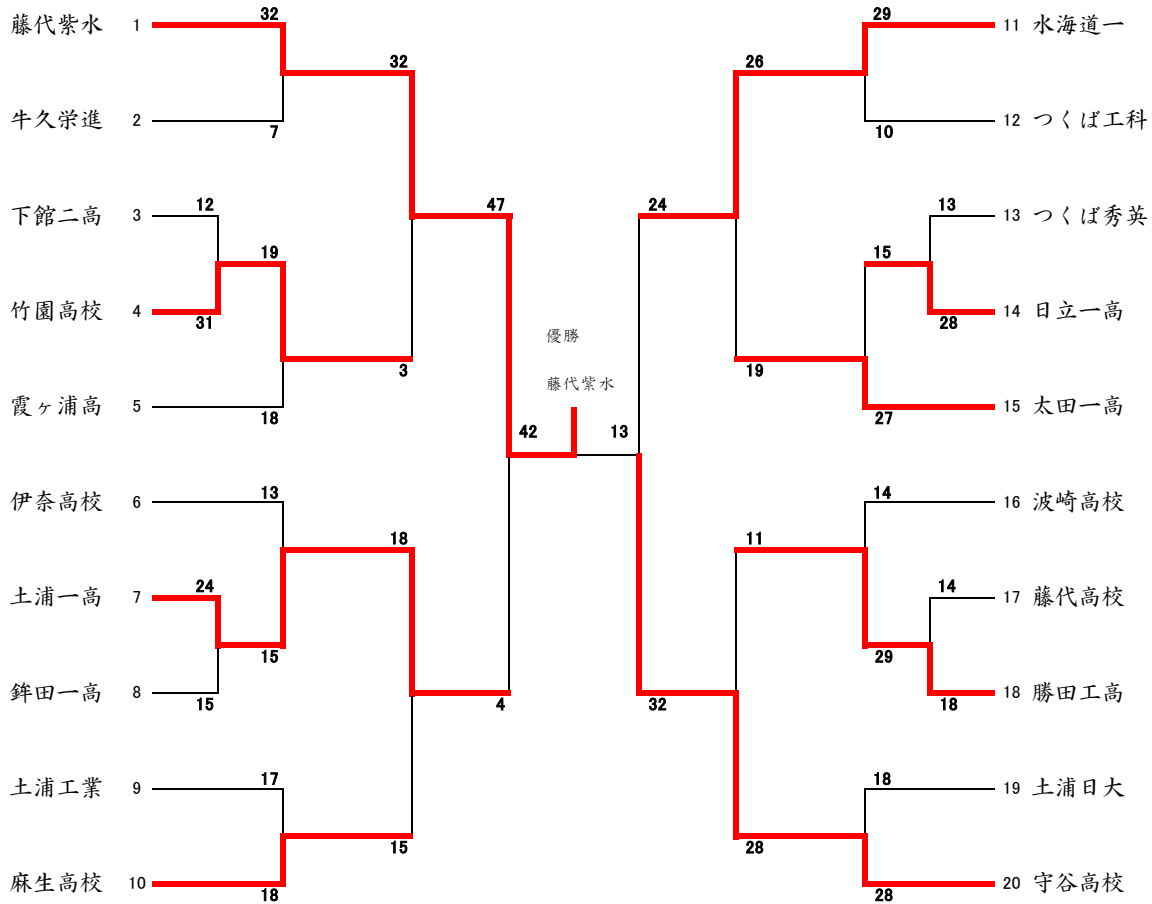 32 29
藤代紫水 1 11 水海道一
32 26
牛久栄進 2 12 つくば工科
7 10
12 47 24 13
下館二高 3 13 つくば秀英
19 15
竹園高校 4 14 日立一高
31 28
優勝
3 19
藤代紫水
霞ヶ浦高 5 15 太田一高
18 27
42 13
13 14
伊奈高校 6 16 波崎高校
18 11
24 14
土浦一高 7 17 藤代高校
15 29
鉾田一高 8 18 勝田工高
15 4 32 18
17 18
土浦工業 9 19 土浦日大
15 28
麻生高校 10 20 守谷高校
18 28